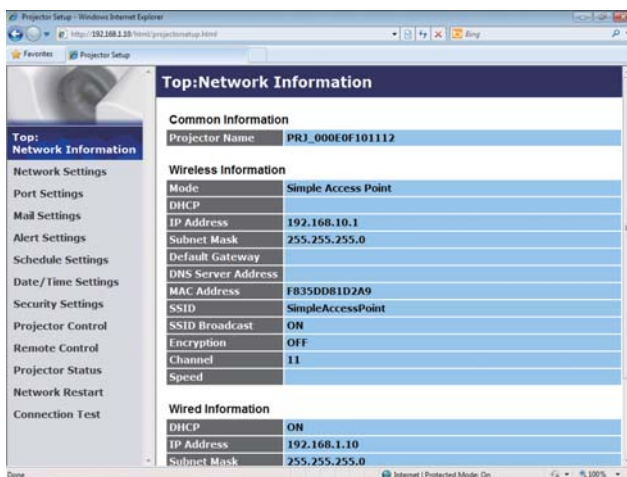 Projector Setup - Windows Internet Explorer
http://192.168.1.10/html/projectorsetup.html
Bing
Favorites Projector Setup
Top:Network Information
Common Information
Projector Name PRJ_000E0F101112
Wireless Information
Mode Simple Access Point
DHCP
IP Address 192.168.10.1
Subnet Mask 255.255.255.0
Default Gateway
DNS Server Address
MAC Address F835DD81D2A9
SSID SimpleAccessPoint
SSID Broadcast ON
Encryption OFF
Channel 11
Speed
Wired Information
DHCP ON
IP Address 192.168.1.10
Subnet Mask 255.255.255.0
Top:
Network Information
Network Settings
Port Settings
Mail Settings
Alert Settings
Schedule Settings
Date/Time Settings
Security Settings
Projector Control
Remote Control
Projector Status
Network Restart
Connection Test
Done
Internet | Protected Mode: On
100%